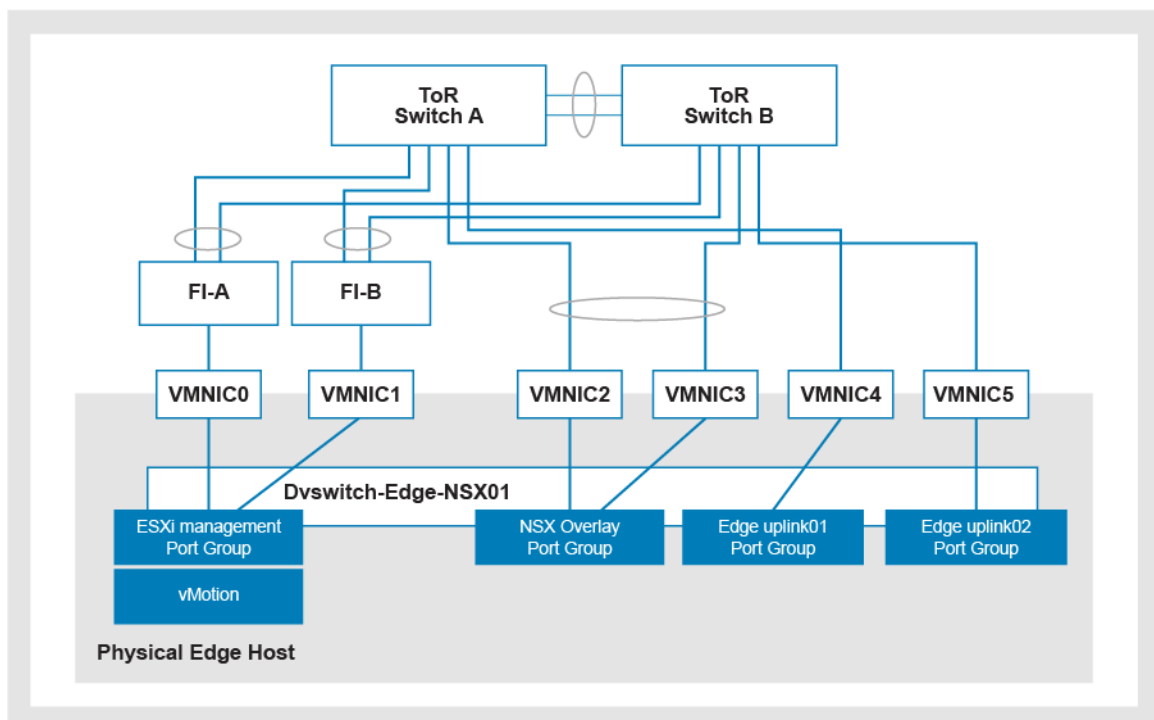 ToR
Switch A
ToR
Switch B
FI-A
FI-B
VMNIC0
VMNIC1
VMNIC2
VMNIC3
VMNIC4
VMNIC5
Dvswitch-Edge-NSX01
ESXi management
Port Group
NSX Overlay
Port Group
Edge uplink01
Port Group
Edge uplink02
Port Group
vMotion
Physical Edge Host